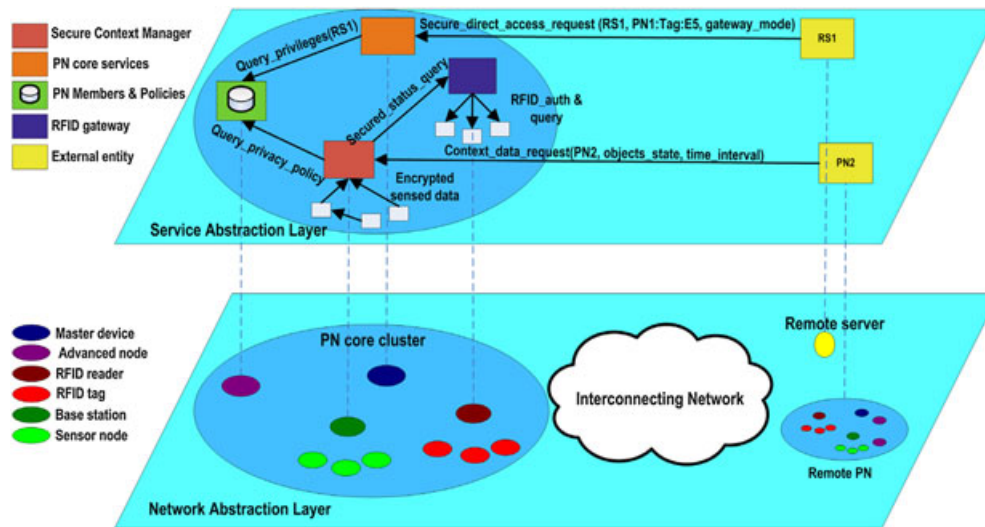 Secure Context Manager
PN core services
PN Members & Policies
RFID gateway
External entity
Secure_direct_access_request (RS1, PN1:Tag:E5, gateway_mode)
RS1
Query_privileges(RS1)
Secured_status_query
RFID_auth &
query
Query_privacy_policy
Context_data_request(PN2, objects_state, time_interval)
PN2
Encrypted
sensed data
Service Abstraction Layer
Master device
Advanced node
RFID reader
RFID tag
Base station
Sensor node
PN core cluster
Interconnecting Network
Remote server
Remote PN
Network Abstraction Layer